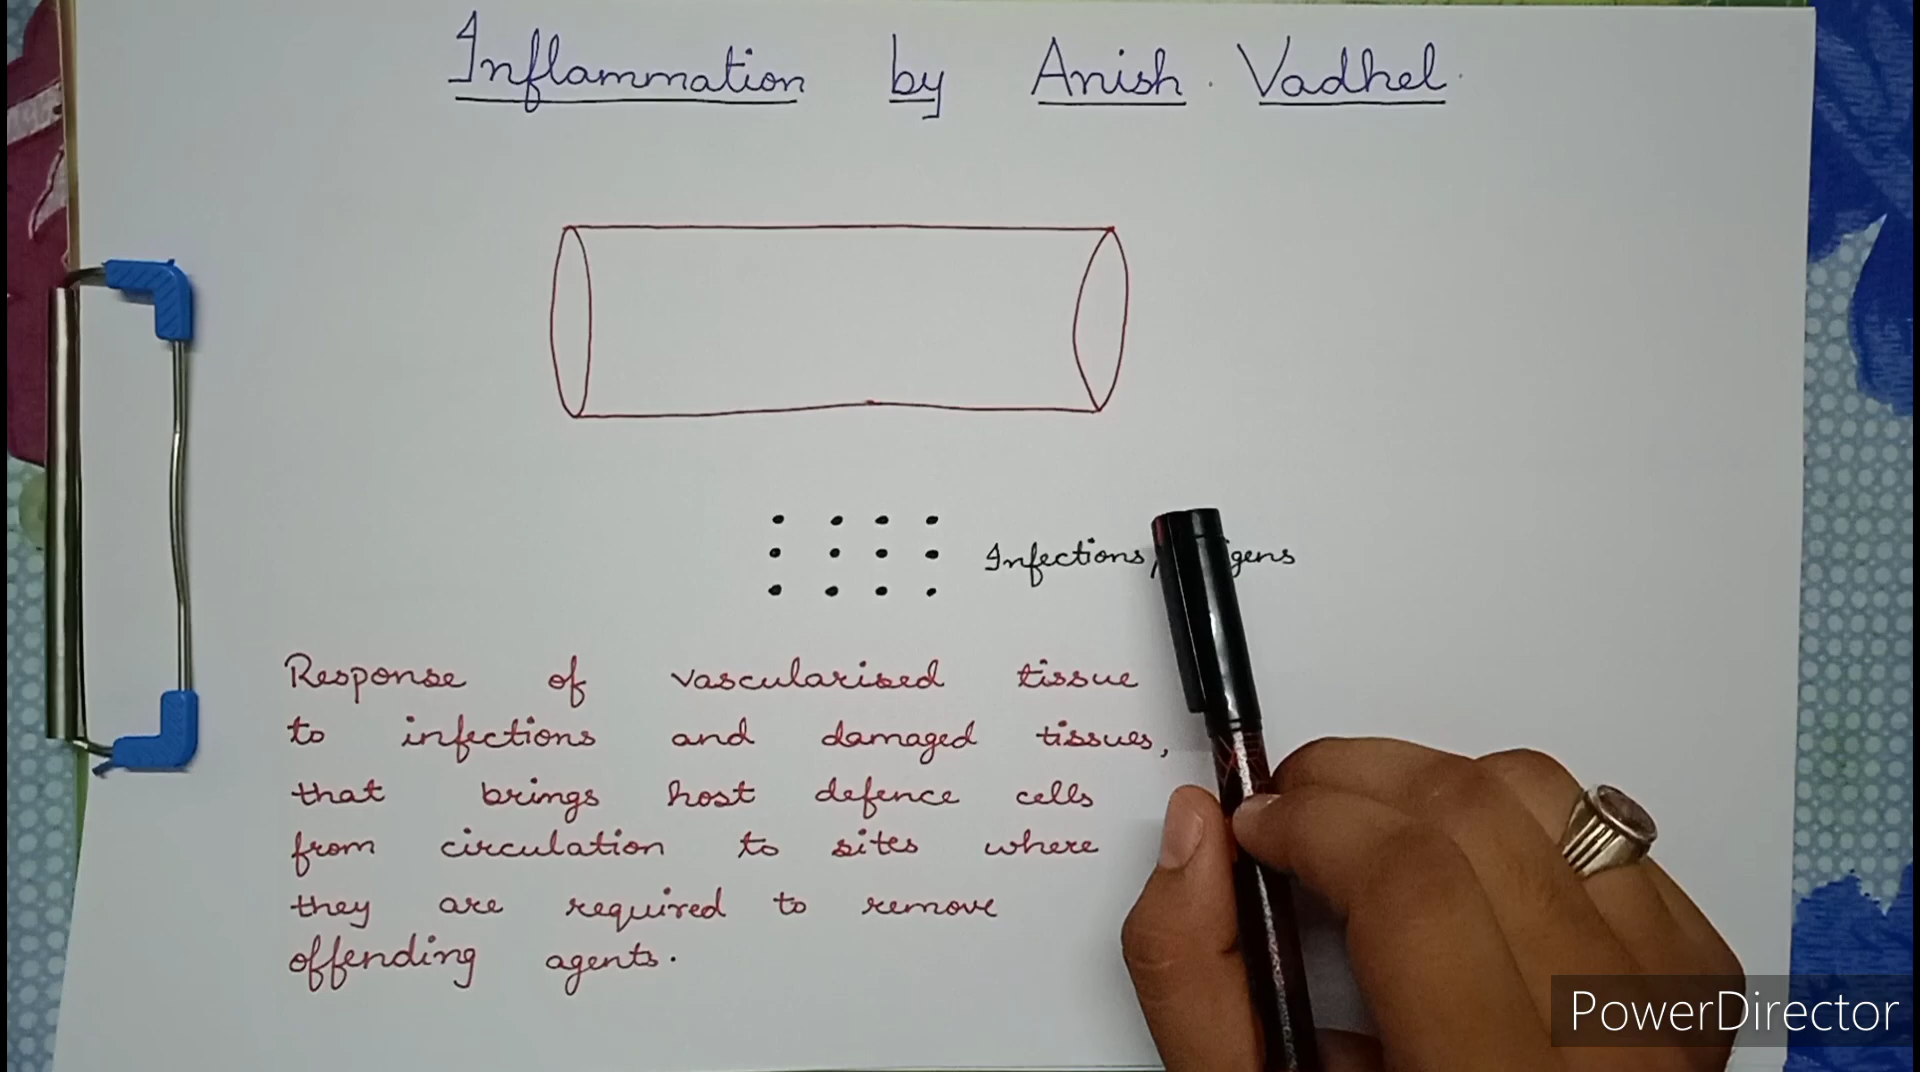 Inflammation by Anish. Vadhel.
Infections,
Response of vascularised tissue
to infections and damaged tissues,
that brings host defence cells
from circulation to sites where
they are required to remove
offending agents.
PowerDirector